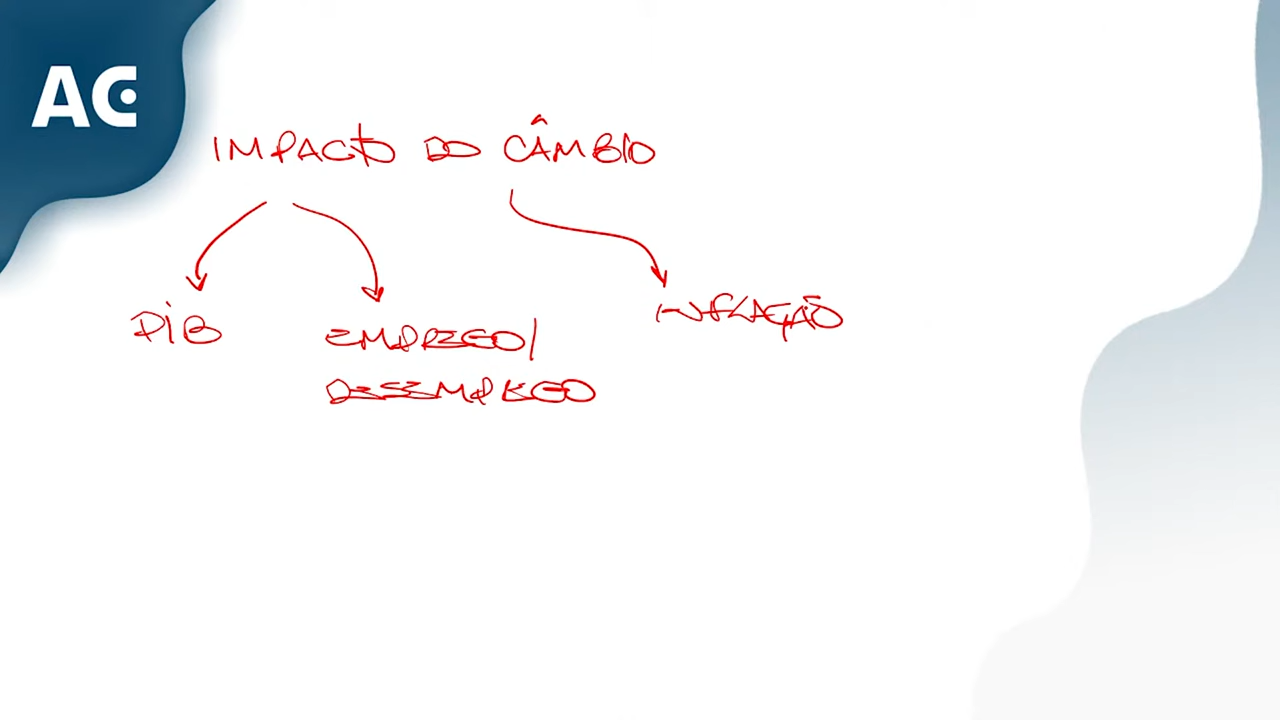 AC
IMPACTO DO CÂMBIO
PIB
EMPREGO/
DESEMPREGO
INFLAÇÃO